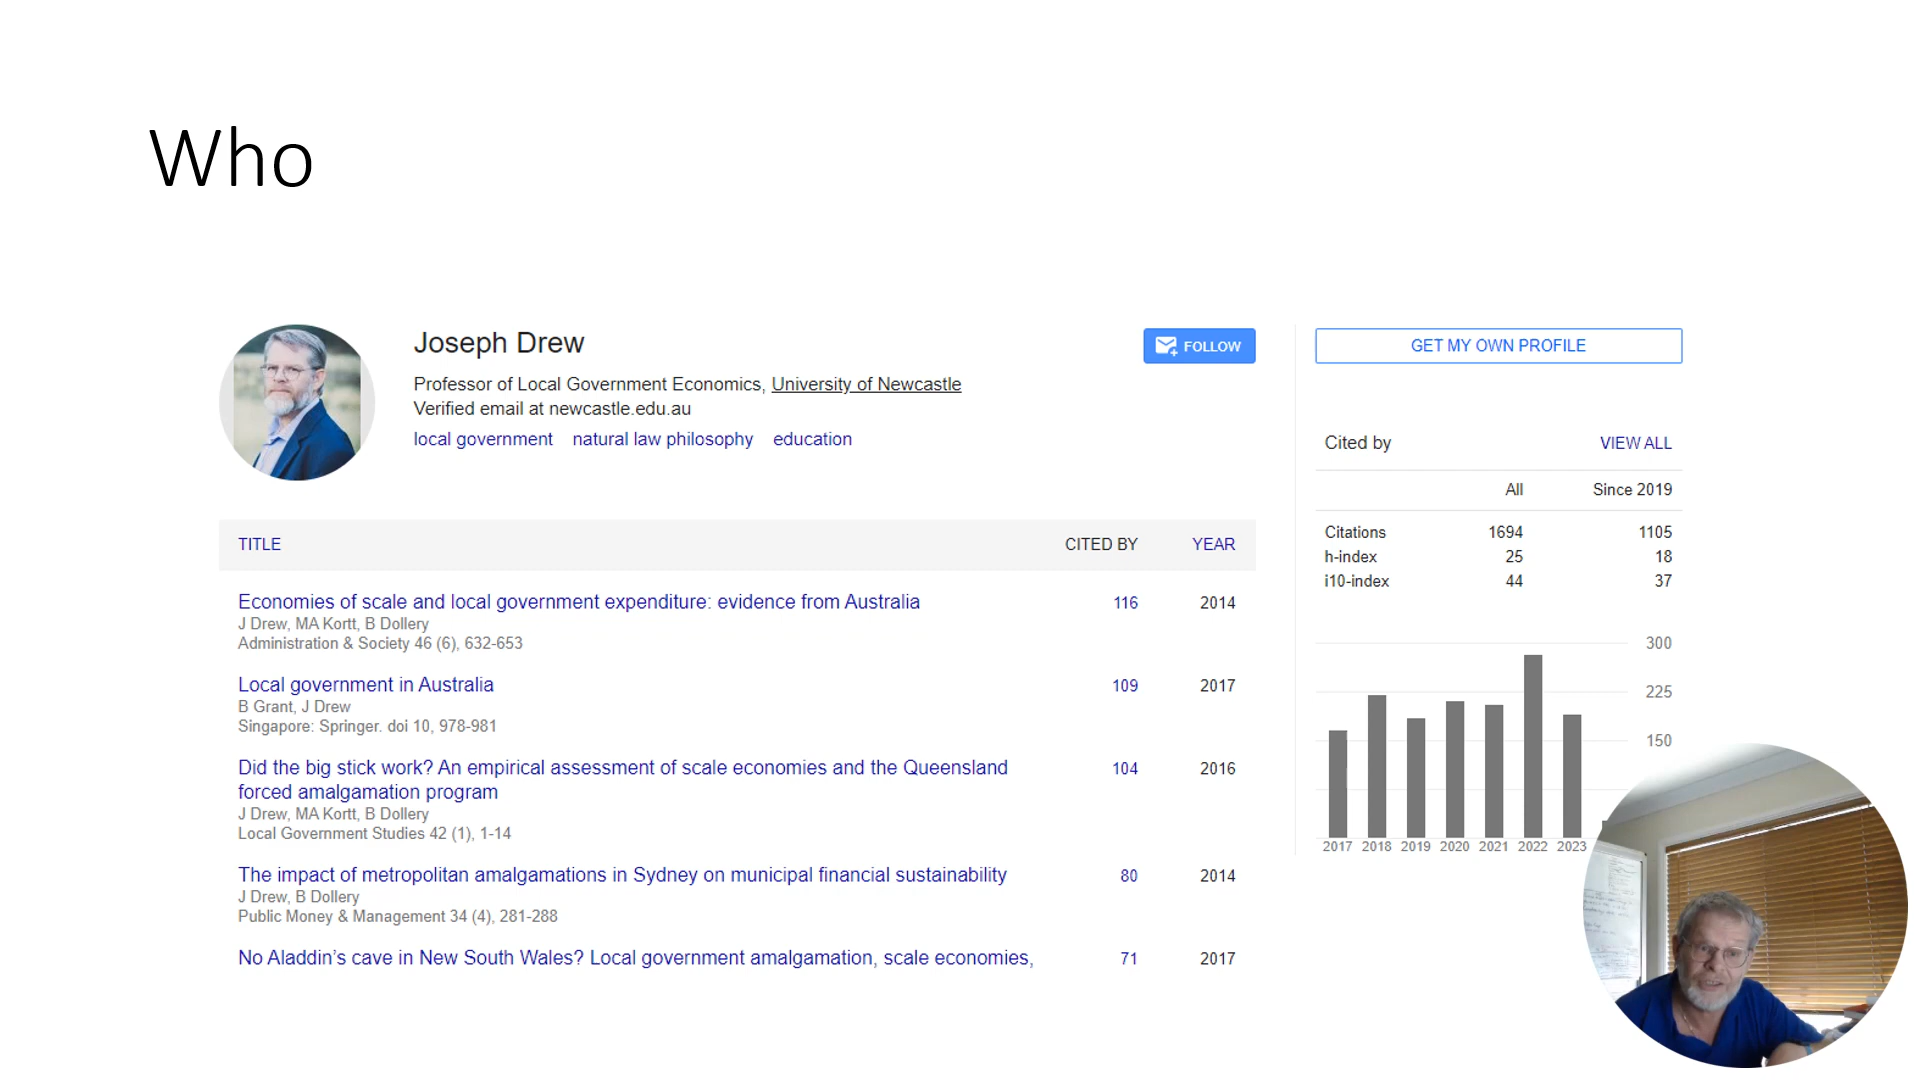 Who
Joseph Drew
FOLLOW
Professor of Local Government Economics, University of Newcastle
Verified email at newcastle.edu.au
local government natural law philosophy education
TITLE CITED BY YEAR
Economies of scale and local government expenditure: evidence from Australia 116 2014
J Drew, MA Kortt, B Dollery
Administration & Society 46 (6), 632-653
Local government in Australia 109 2017
B Grant, J Drew
Singapore: Springer. doi 10, 978-981
Did the big stick work? An empirical assessment of scale economies and the Queensland 104 2016
forced amalgamation program
J Drew, MA Kortt, B Dollery
Local Government Studies 42 (1), 1-14
The impact of metropolitan amalgamations in Sydney on municipal financial sustainability 80 2014
J Drew, B Dollery
Public Money & Management 34 (4), 281-288
No Aladdin's cave in New South Wales? Local government amalgamation, scale economies, 71 2017
GET MY OWN PROFILE
Cited by VIEW ALL
All Since 2019
Citations 1694 1105
h-index 25 18
i10-index 44 37
300
225
150
2017 2018 2019 2020 2021 2022 2023